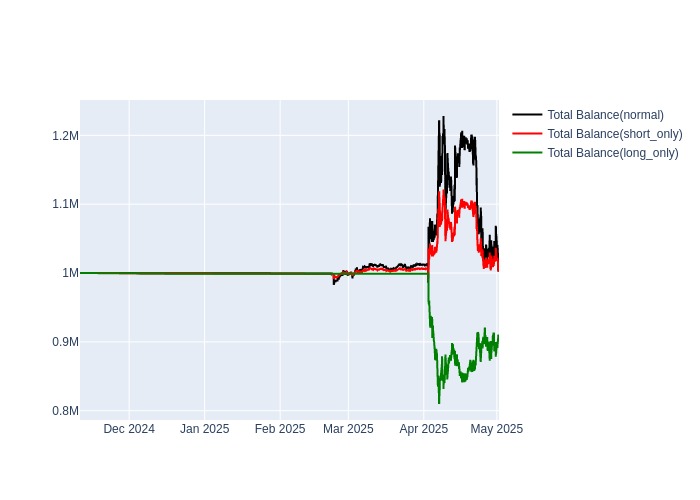 Total Balance(normal)
Total Balance(short_only)
Total Balance(long_only)
1.2M
1.1M
1M
0.9M
0.8M
Dec 2024 Jan 2025 Feb 2025 Mar 2025 Apr 2025 May 2025